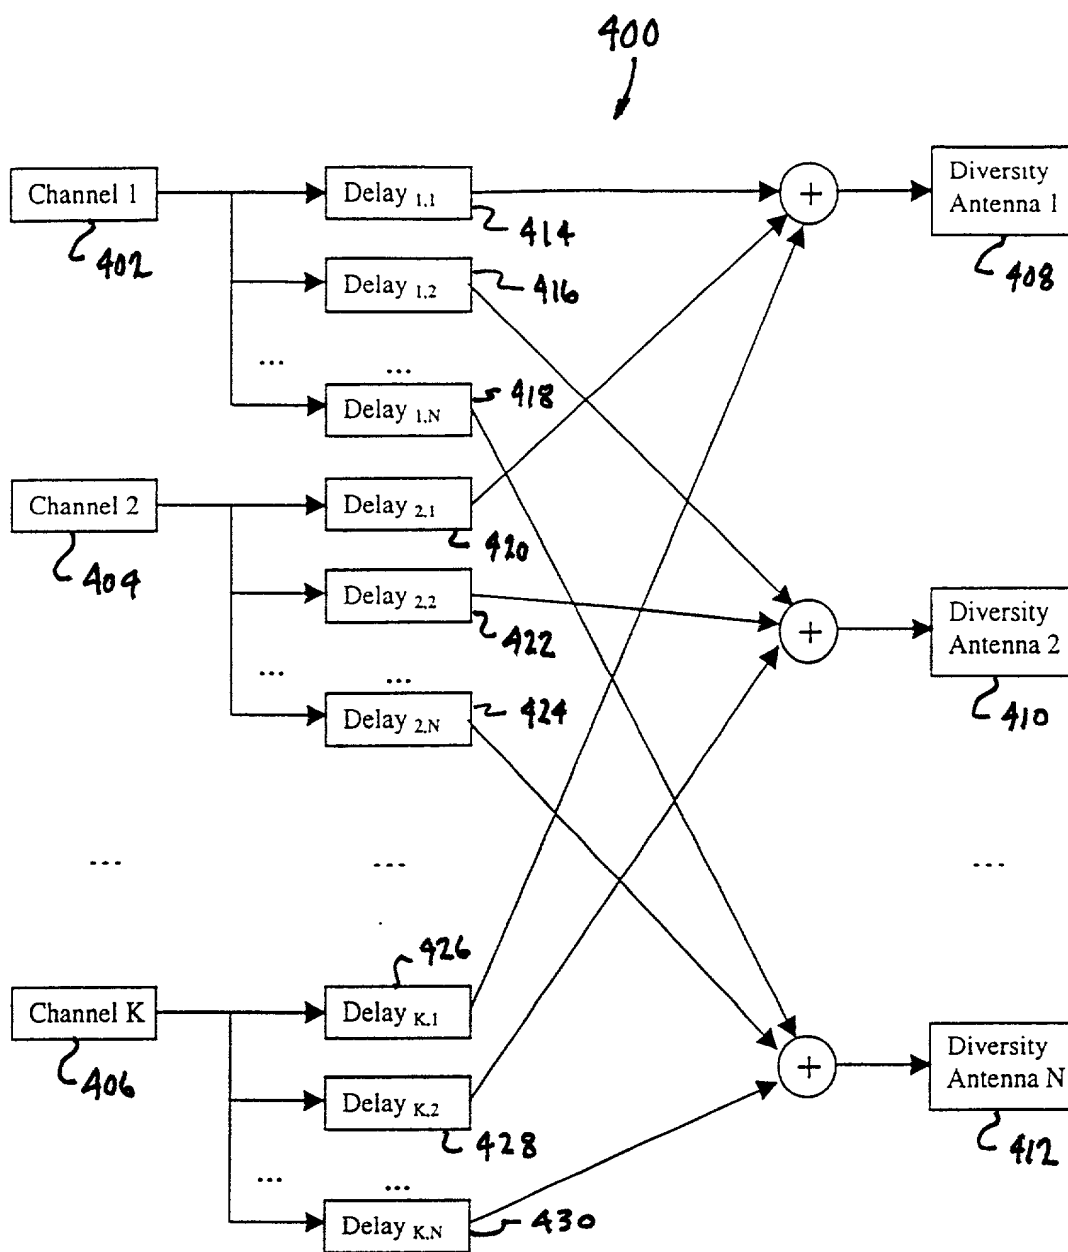 400
Channel 1
402
Delay 1,1
414
+
Diversity
Antenna 1
408
Delay 1,2
416
...
...
Delay 1,N
418
Channel 2
404
Delay 2,1
420
Delay 2,2
422
+
Diversity
Antenna 2
410
...
...
Delay 2,N
424
...
...
...
Channel K
406
Delay K,1
426
+
Diversity
Antenna N
412
Delay K,2
428
...
...
Delay K,N
430